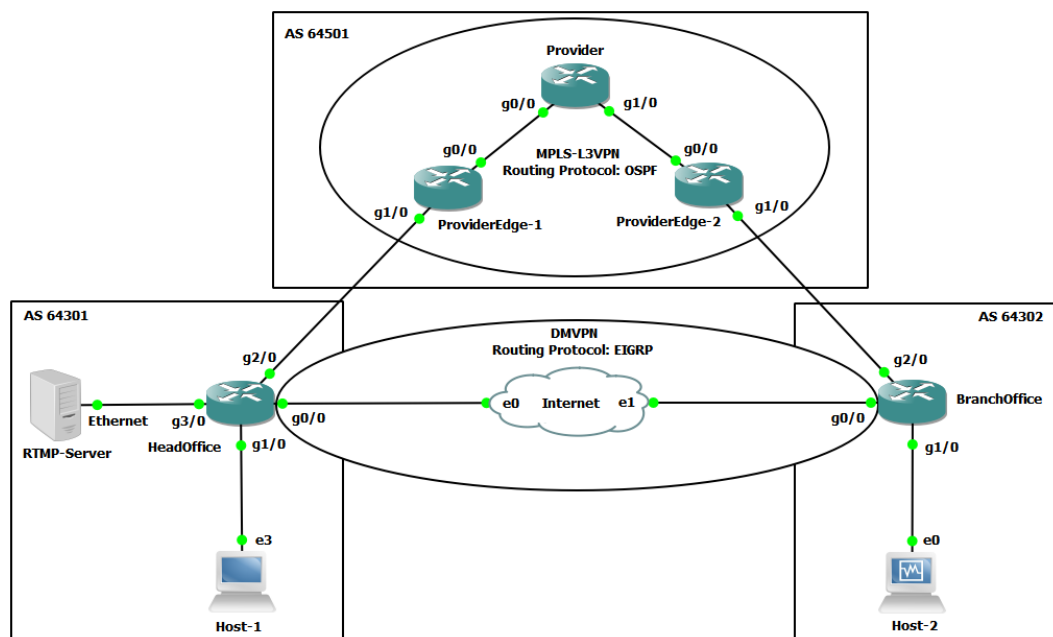 AS 64501
Provider
g0/0
g1/0
g0/0
g0/0
MPLS-L3VPN
Routing Protocol: OSPF
g1/0
ProviderEdge-1
ProviderEdge-2
g1/0
AS 64301
AS 64302
DMVPN
Routing Protocol: EIGRP
g2/0
g2/0
e0
Internet
e1
BranchOffice
Ethernet
g3/0
g0/0
g0/0
RTMP-Server
HeadOffice
g1/0
g1/0
e3
e0
Host-1
Host-2